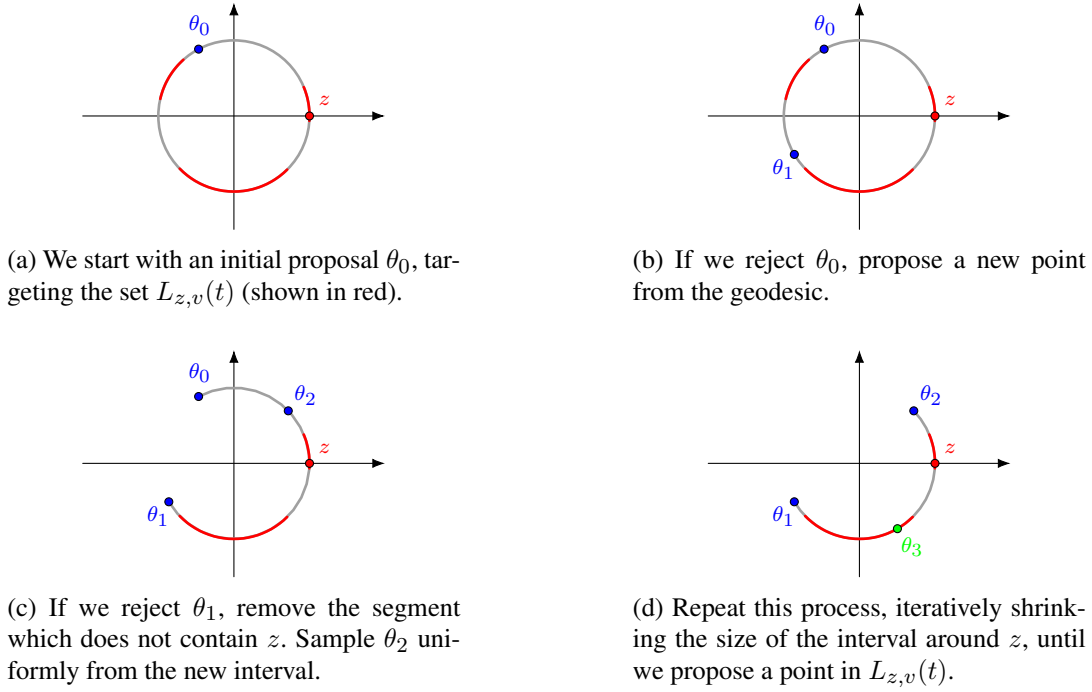 θ₀
z
(a) We start with an initial proposal θ₀, tar-
geting the set L_{z,v}(t) (shown in red).
θ₀
z
θ₁
(b) If we reject θ₀, propose a new point
from the geodesic.
θ₀
θ₂
z
θ₁
(c) If we reject θ₁, remove the segment
which does not contain z. Sample θ₂ uni-
formly from the new interval.
θ₂
z
θ₁
θ₃
(d) Repeat this process, iteratively shrink-
ing the size of the interval around z, until
we propose a point in L_{z,v}(t).